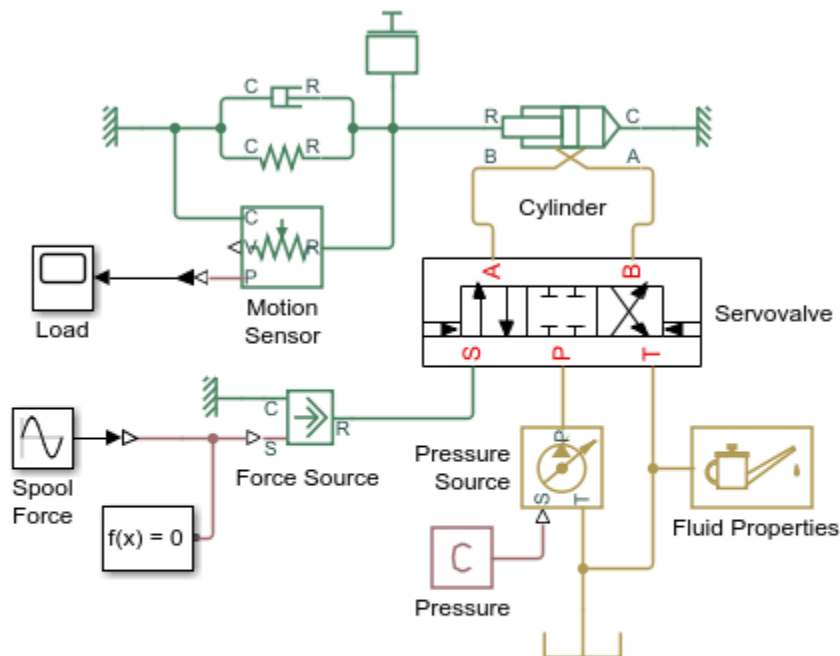 C R
C R
R C
B A
Cylinder
C
V R
P
Load
Motion
Sensor
A B
Servovalve
S P T
C
S R
Force Source
Spool
Force
f(x) = 0
Pressure
Source
P
S T
Fluid Properties
C
Pressure